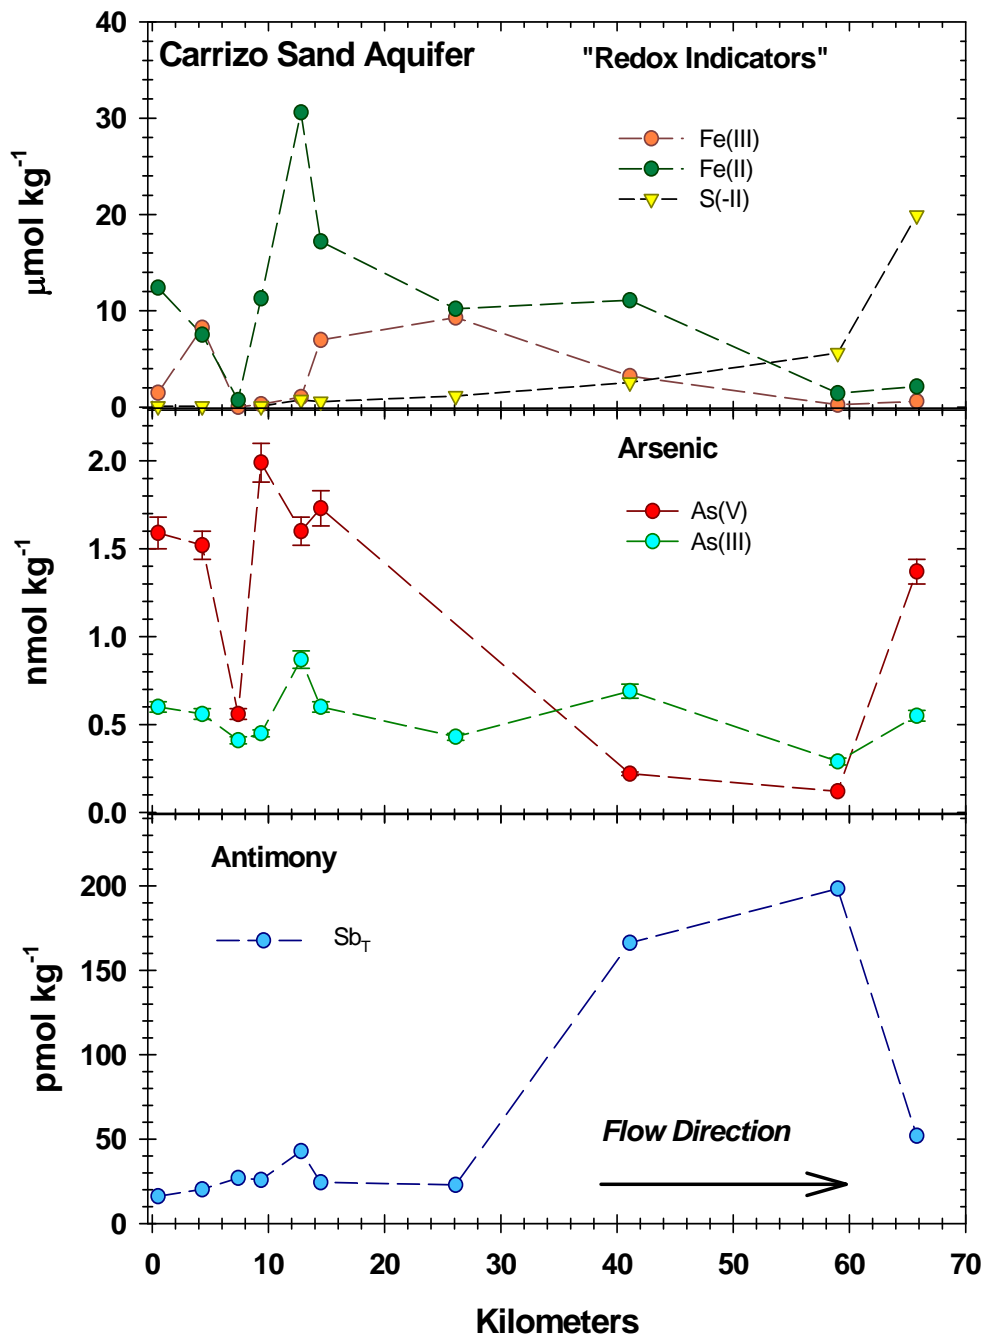 Carrizo Sand Aquifer
"Redox Indicators"
Fe(III)
Fe(II)
S(-II)
40
30
20
10
0
μmol kg⁻¹
Arsenic
As(V)
As(III)
2.0
1.5
1.0
0.5
0.0
nmol kg⁻¹
Antimony
Sb_T
200
150
100
50
0
pmol kg⁻¹
Flow Direction
0 10 20 30 40 50 60 70
Kilometers